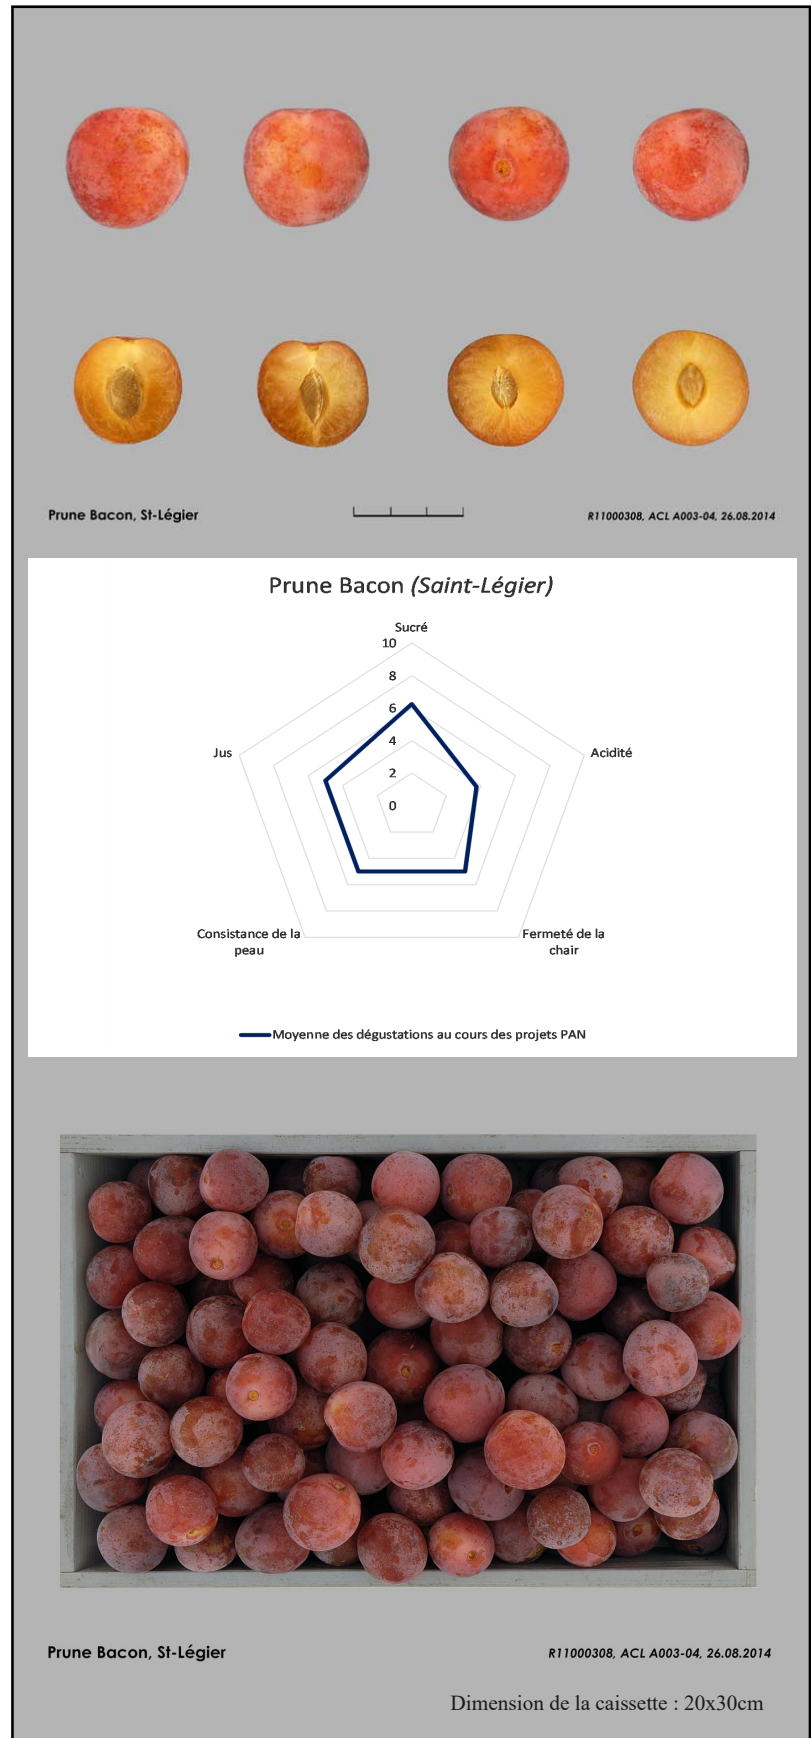 Prune Bacon, St-Légier
R11000308, ACL A003-04, 26.08.2014
Prune Bacon (Saint-Légier)
Sucré
10
8
6
4
2
0
Jus
Acidité
Consistance de la
peau
Fermeté de la
chair
Moyenne des dégustations au cours des projets PAN
Prune Bacon, St-Légier
R11000308, ACL A003-04, 26.08.2014
Dimension de la caissette : 20x30cm